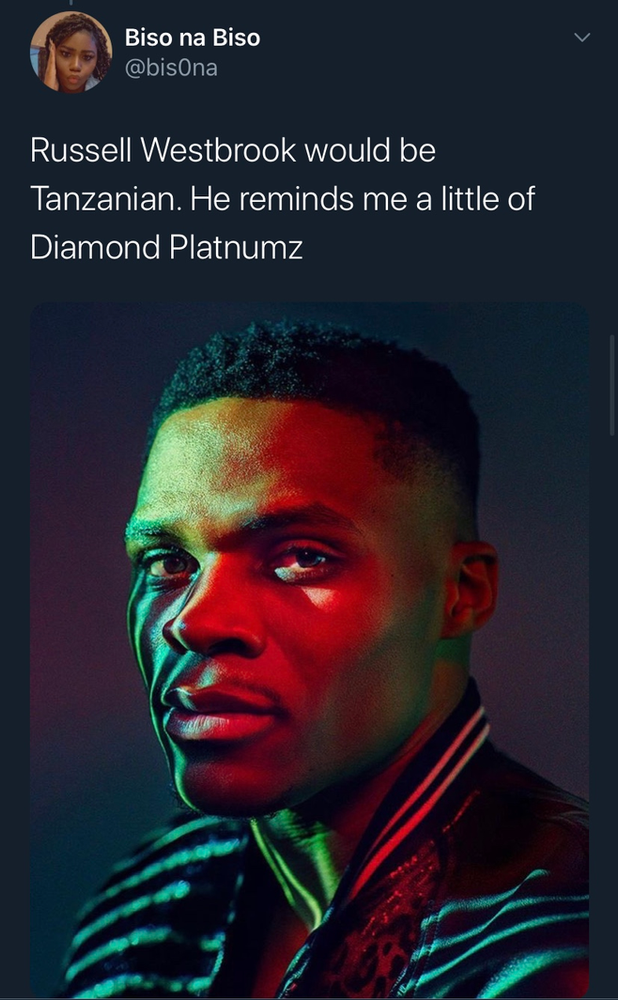 Biso na Biso
@bis0na
Russell Westbrook would be
Tanzanian. He reminds me a little of
Diamond Platnumz